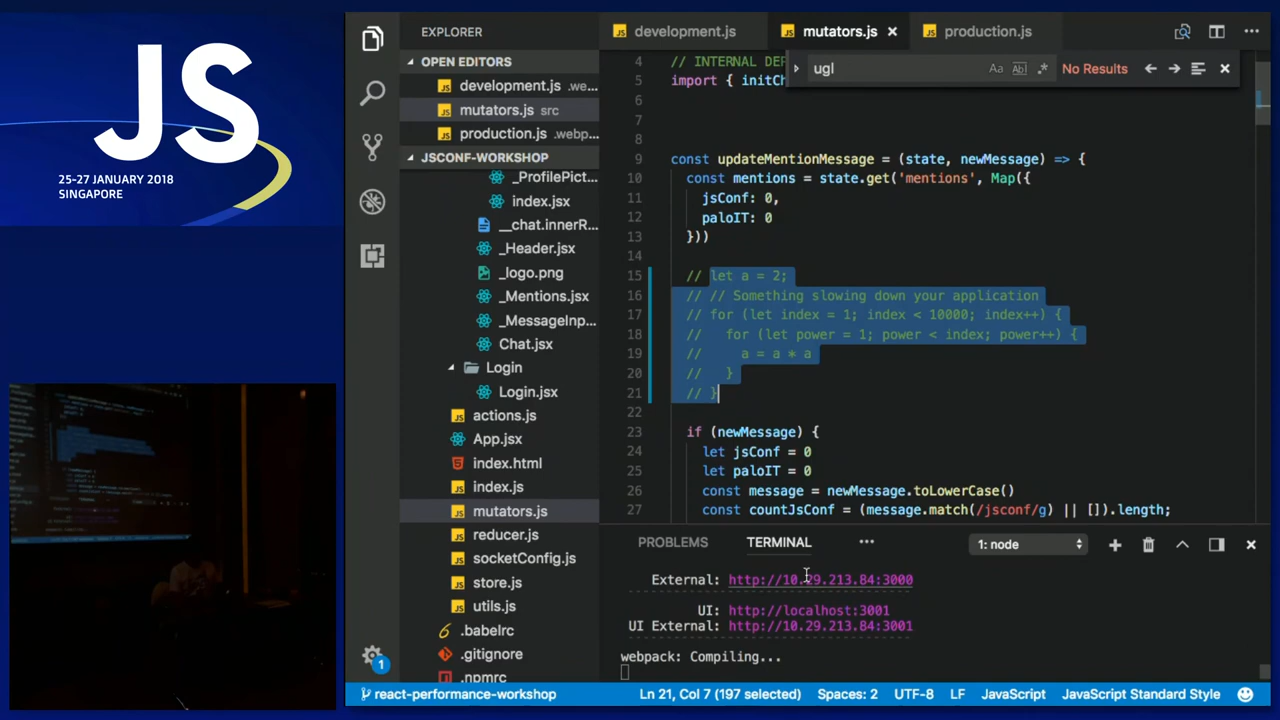 JS
25-27 JANUARY 2018
SINGAPORE
EXPLORER
OPEN EDITORS
development.js .we...
mutators.js src
production.js .webp...
JSCONF-WORKSHOP
_ProfilePict...
index.jsx
__chat.innerR...
_Header.jsx
_logo.png
_Mentions.jsx
_MessageInp...
Chat.jsx
Login
Login.jsx
actions.js
App.jsx
index.html
index.js
mutators.js
reducer.js
socketConfig.js
store.js
utils.js
.babelrc
.gitignore
.npmrc
development.js
mutators.js
production.js
ugl
Aa
Abl
.*
No Results
4 // INTERNAL DEF
5 import { initCh
6
7
8
9 const updateMentionMessage = (state, newMessage) => {
10 const mentions = state.get('mentions', Map({
11 jsConf: 0,
12 paloIT: 0
13 }))
14
15 // let a = 2;
16 // // Something slowing down your application
17 // for (let index = 1; index < 10000; index++) {
18 // for (let power = 1; power < index; power++) {
19 // a = a * a
20 // }
21 // }
22
23 if (newMessage) {
24 let jsConf = 0
25 let paloIT = 0
26 const message = newMessage.toLowerCase()
27 const countJsConf = (message.match(/jsconf/g) || []).length;
PROBLEMS TERMINAL ... 1: node
External: http://10.29.213.84:3000
UI: http://localhost:3001
UI External: http://10.29.213.84:3001
webpack: Compiling...
1
react-performance-workshop Ln 21, Col 7 (197 selected) Spaces: 2 UTF-8 LF JavaScript JavaScript Standard Style